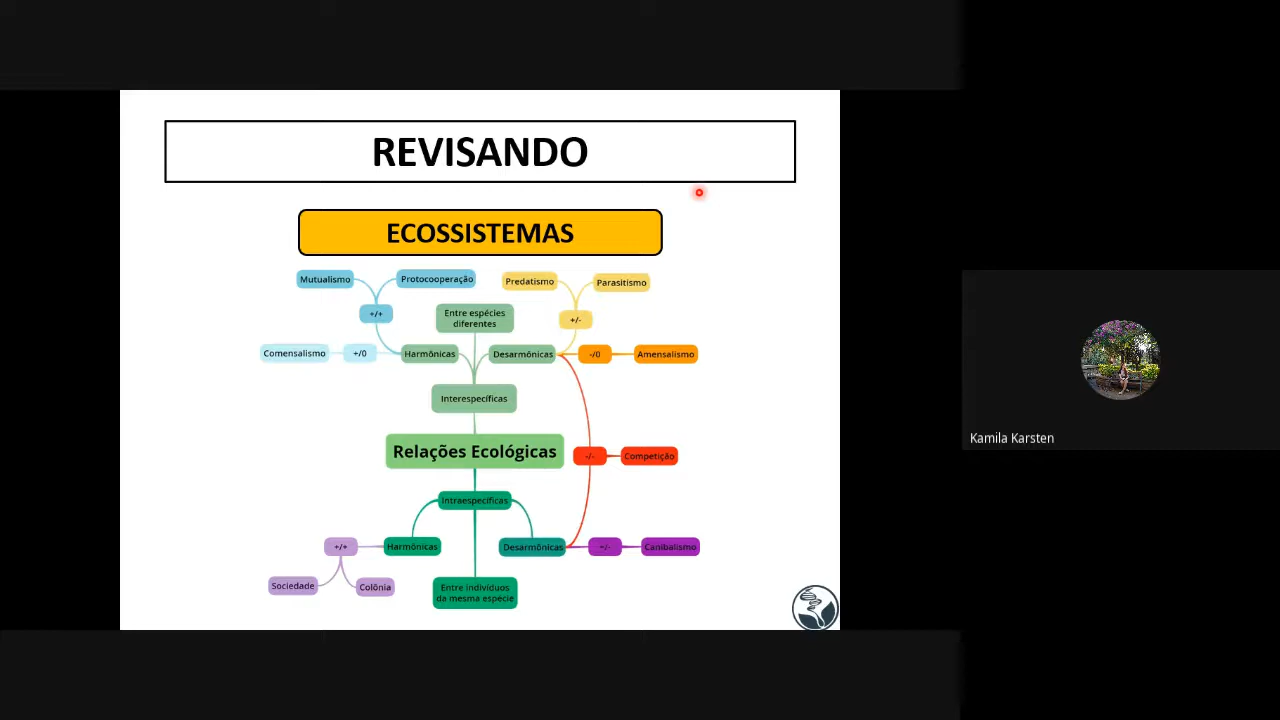 REVISANDO
ECOSSISTEMAS
Mutualismo
Protocooperação
Predatismo
Parasitismo
+/+
Entre espécies
diferentes
+/-
Comensalismo
+/0
Harmônicas
Desarmônicas
-/0
Amensalismo
Interespecíficas
Relações Ecológicas
-/-
Competição
Intraespecíficas
+/+
Harmônicas
Desarmônicas
+/-
Canibalismo
Sociedade
Colônia
Entre indivíduos
da mesma espécie
Kamila Karsten